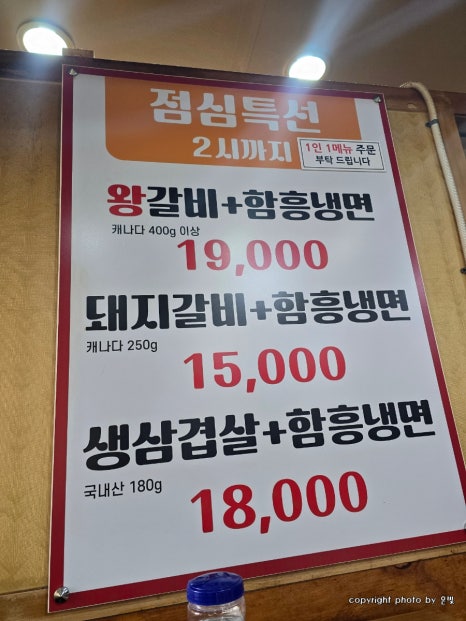 점심특선
2시까지
1인 1메뉴 주문
부탁 드립니다
왕갈비+함흥냉면
캐나다 400g 이상
19,000
돼지갈비+함흥냉면
캐나다 250g
15,000
생삼겹살+함흥냉면
국내산 180g
18,000
copyright photo by 운빛